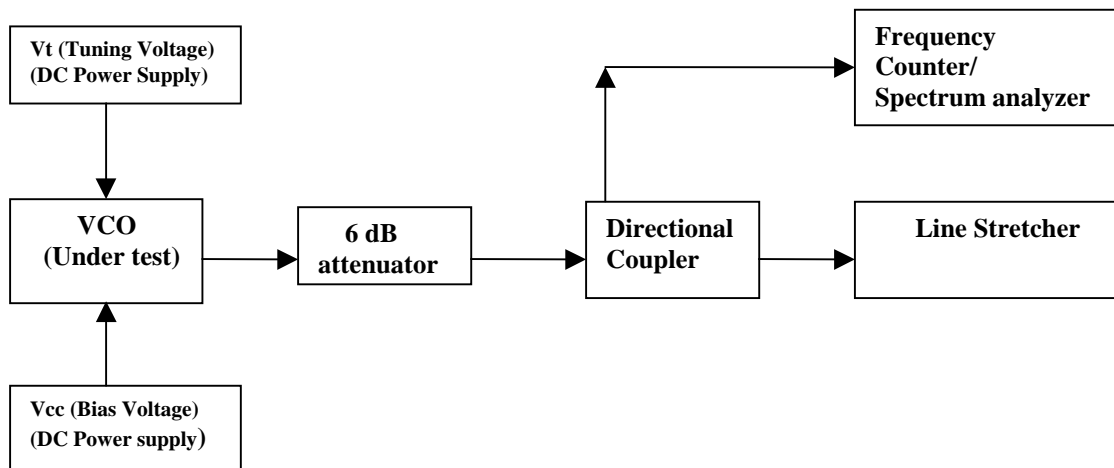 Vt (Tuning Voltage)
(DC Power Supply)
Frequency
Counter/
Spectrum analyzer
VCO
(Under test)
6 dB
attenuator
Directional
Coupler
Line Stretcher
Vcc (Bias Voltage)
(DC Power supply)